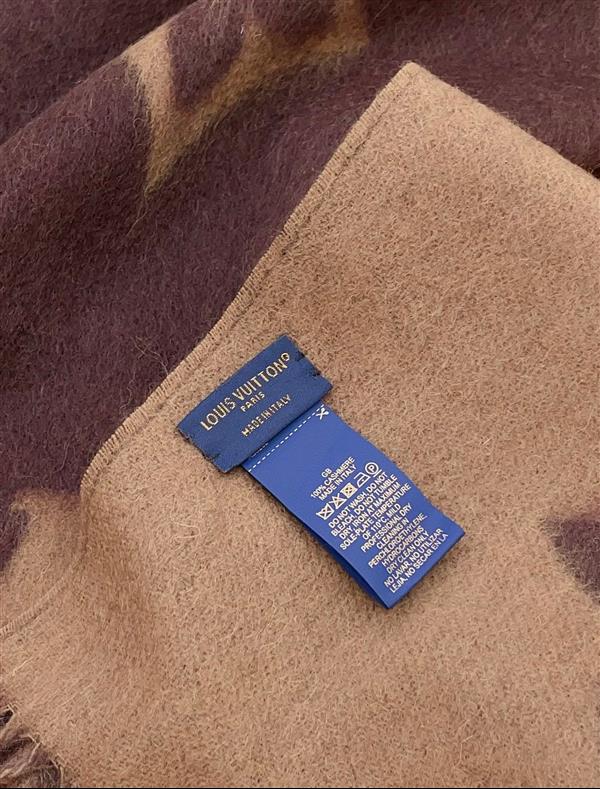 LOUIS VUITTON®
PARIS
MADE IN ITALY
GB
100% CASHMERE
MADE IN ITALY
DO NOT WASH, DO NOT
BLEACH, DO NOT TUMBLE
DRY, IRON AT MAXIMUM
SOLE-PLATE TEMPERATURE
OF 110°C, MILD
PROFESSIONAL DRY
CLEANING IN
PERCHLOROETHYLENE,
HYDROCARBONS
DRY CLEAN ONLY
NO LAVAR, NO UTILIZAR
LEJIA, NO SECAR EN LA